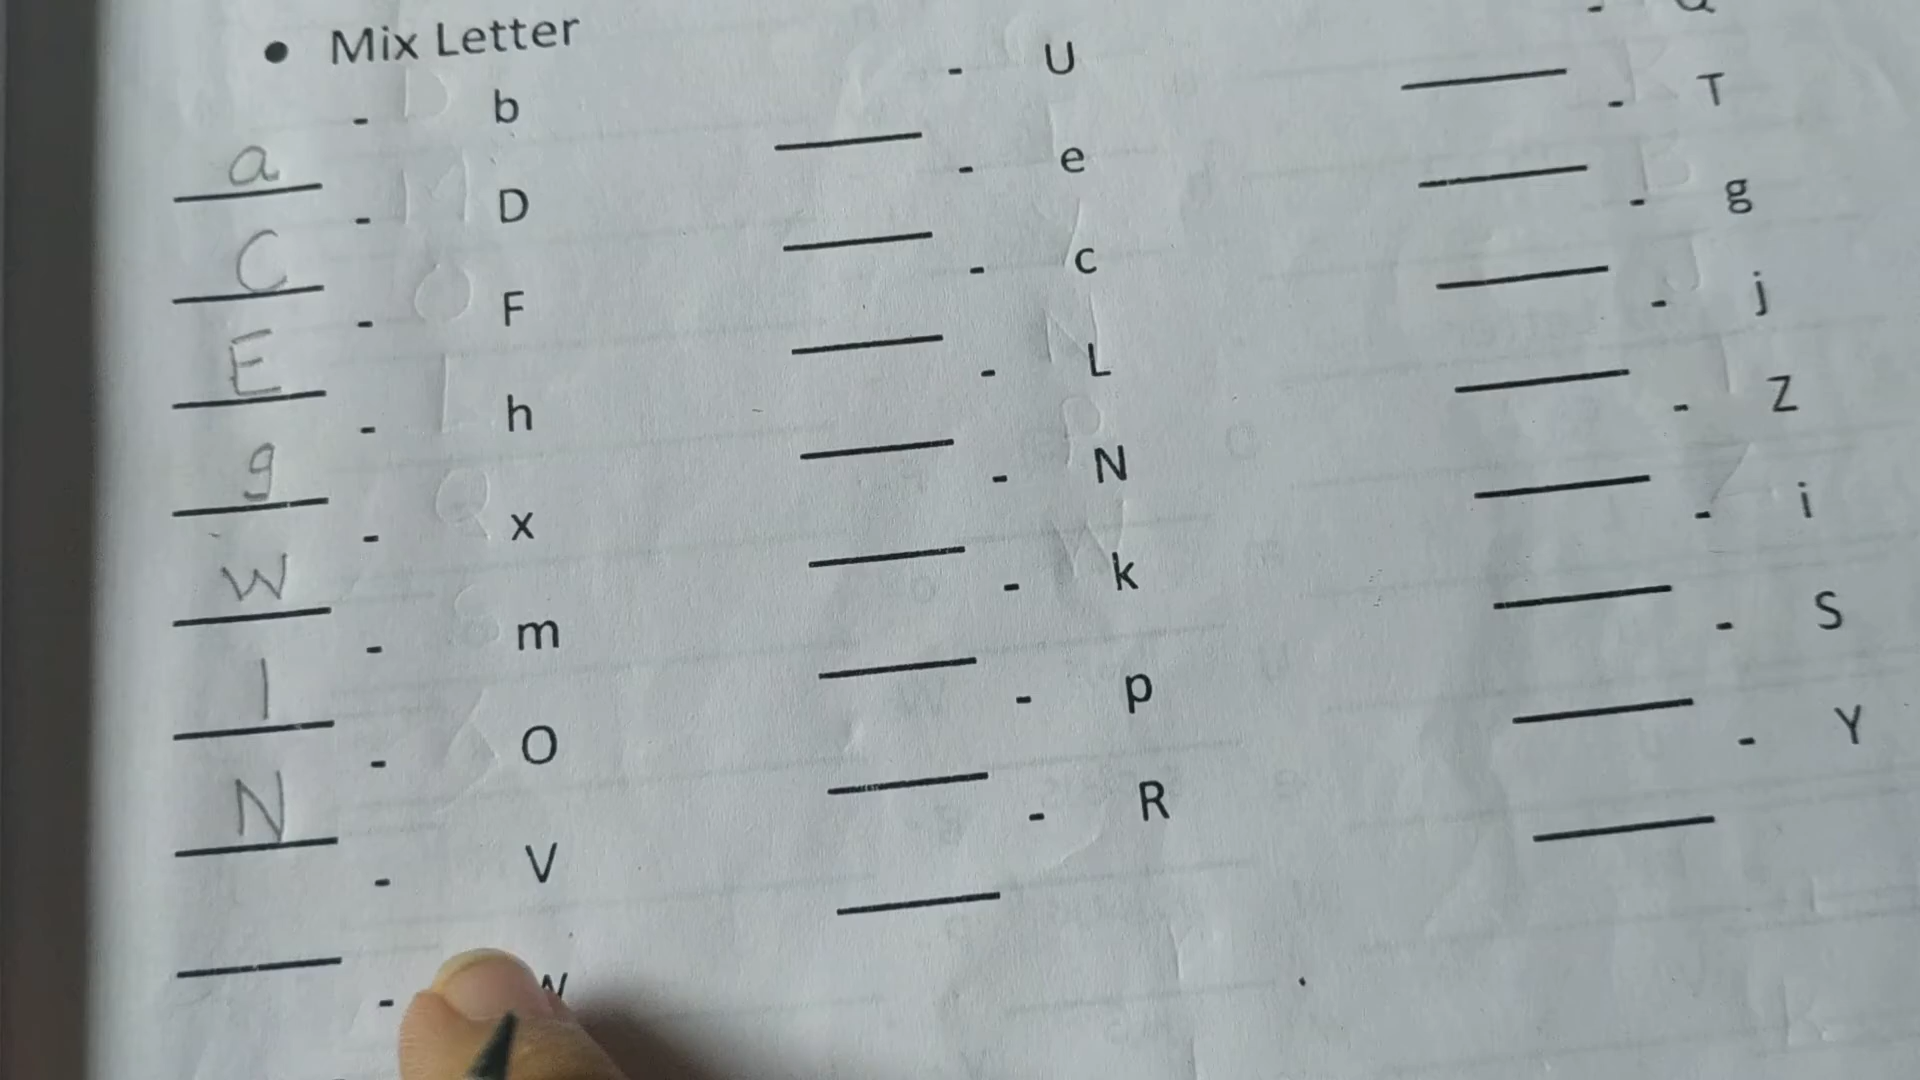 • Mix Letter
a - b
C - D
E - F
g - h
W - x
l - m
N - O
- V
- w
- U
- e
- c
- L
- N
- k
- p
- R
- Q
- T
- g
- j
- Z
- i
- S
- Y